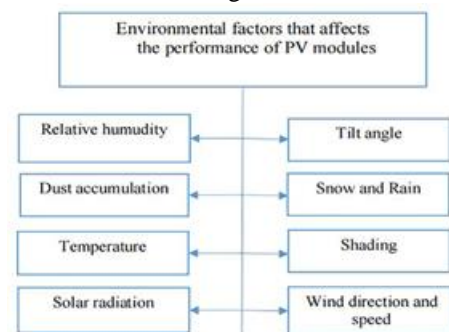 Environmental factors that affects
the performance of PV modules
Relative humudity
Tilt angle
Dust accumulation
Snow and Rain
Temperature
Shading
Solar radiation
Wind direction and
speed